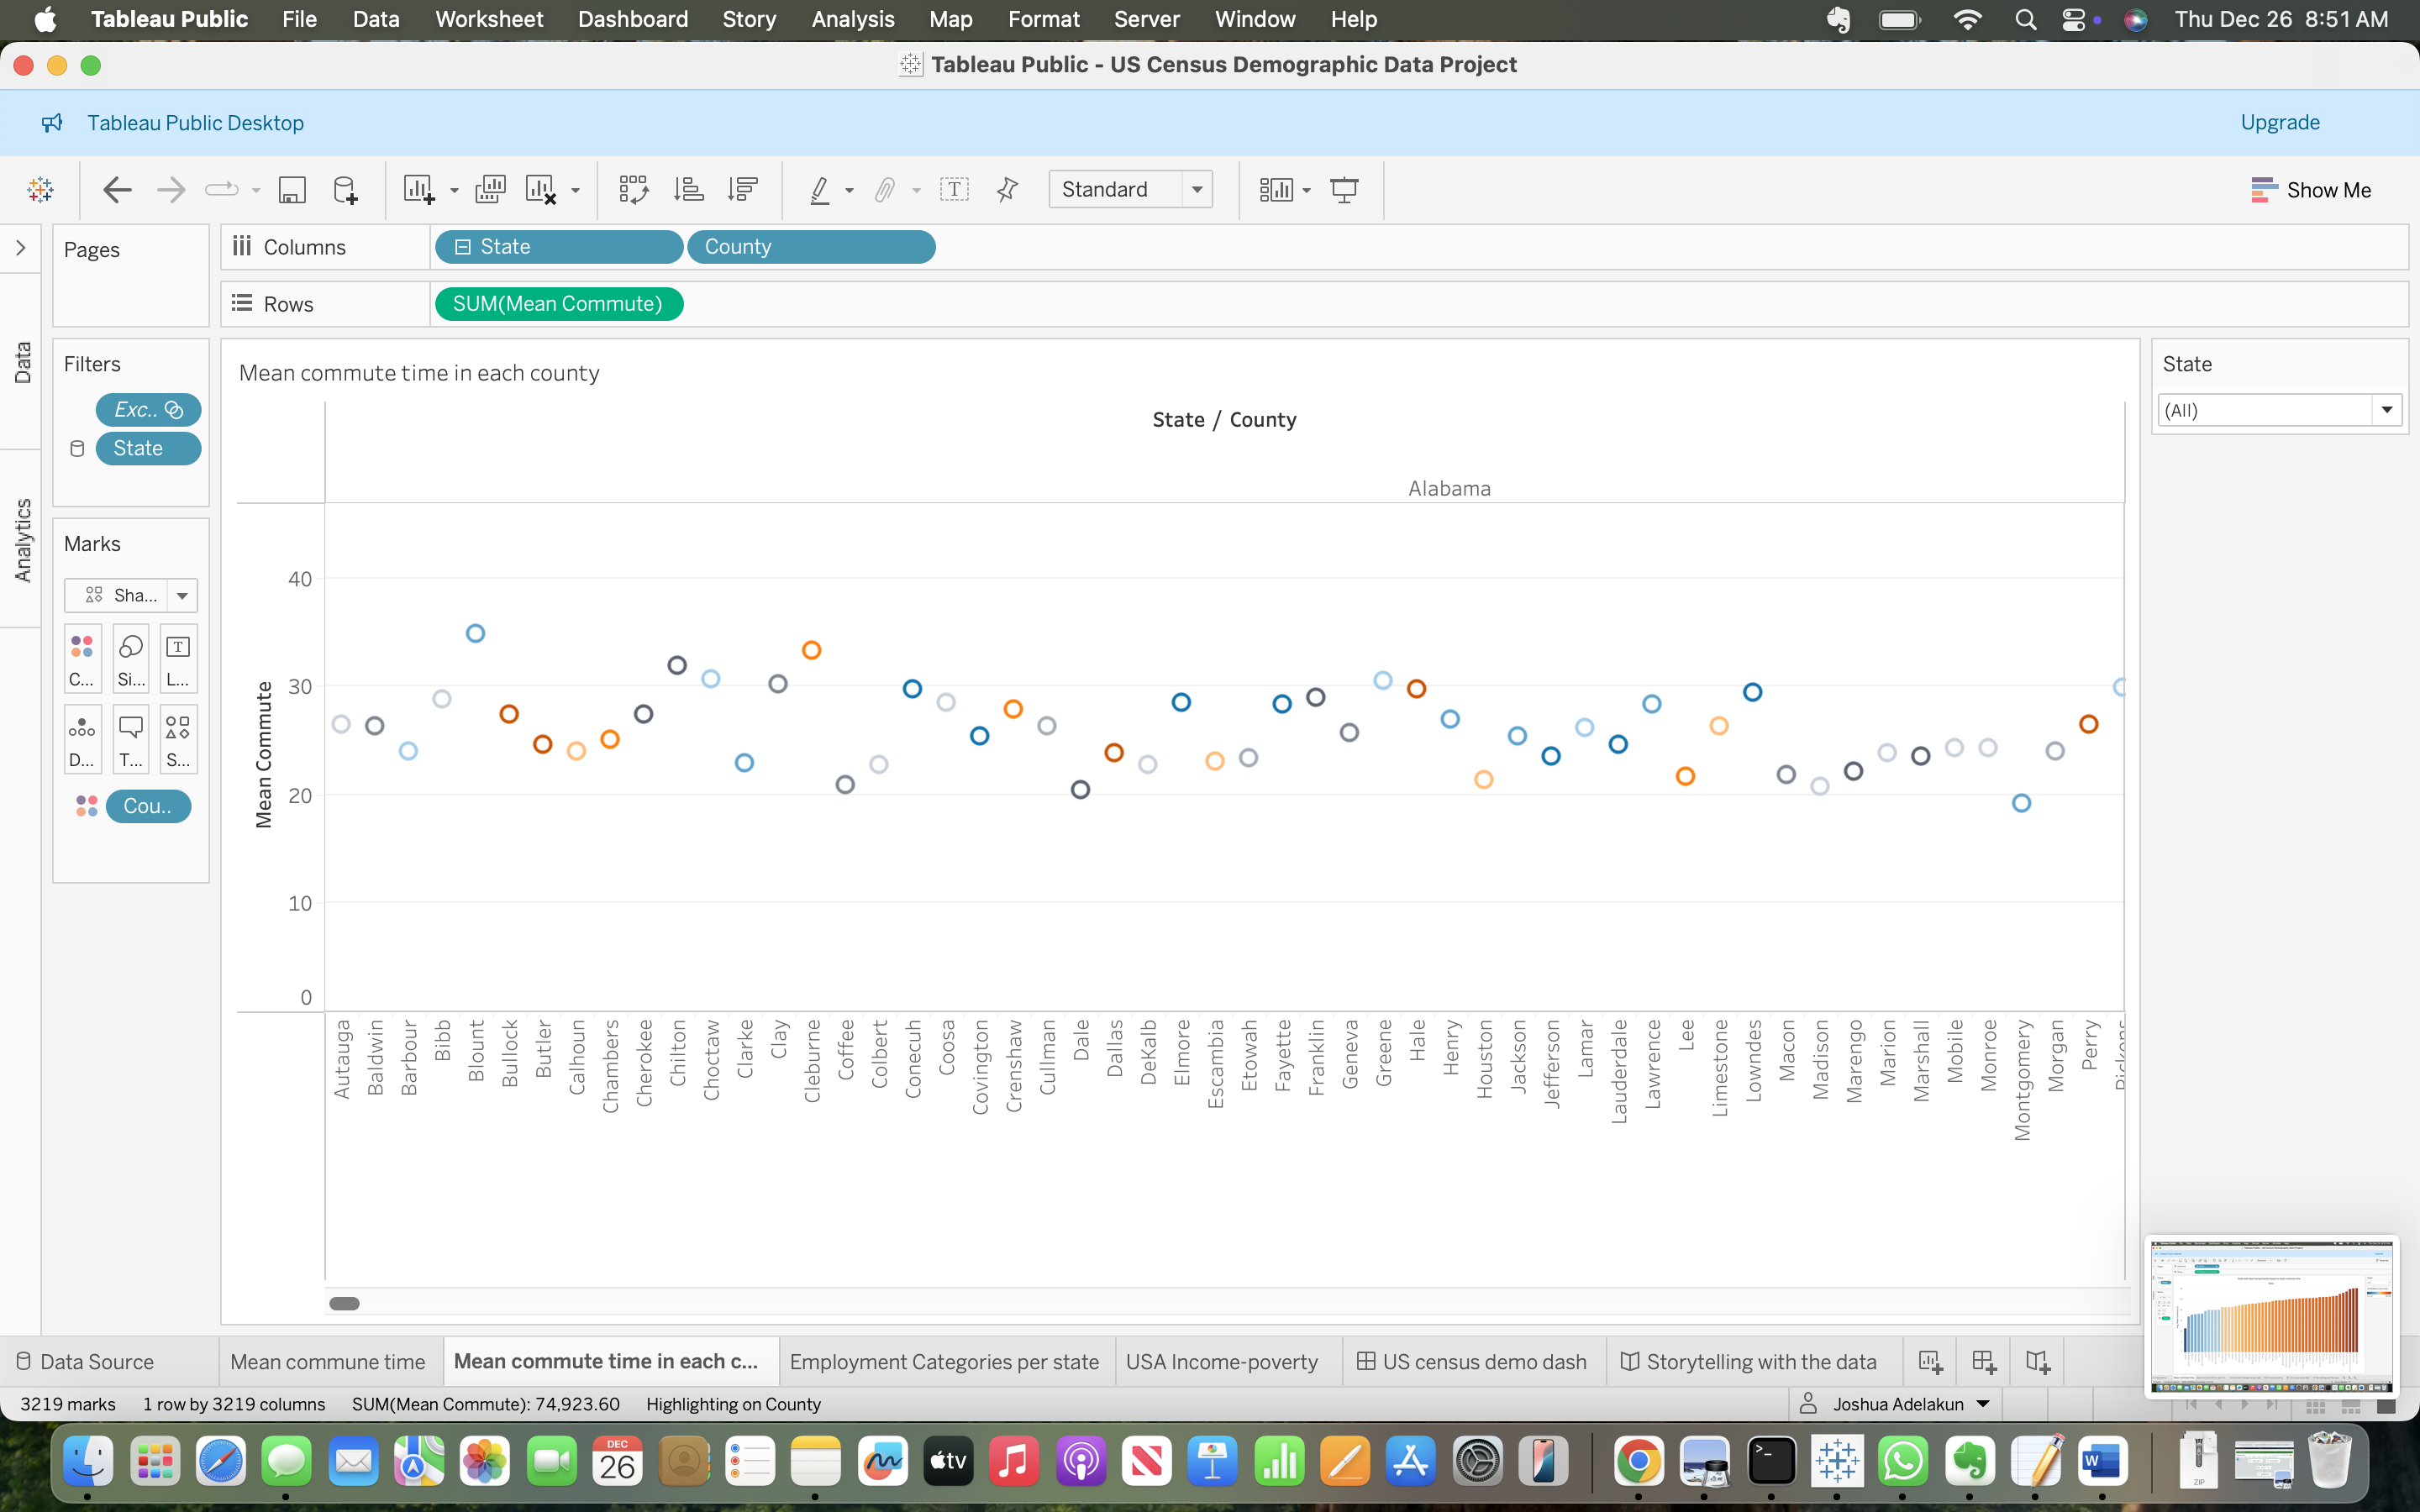 Tableau Public File Data Worksheet Dashboard Story Analysis Map Format Server Window Help Thu Dec 26 8:51 AM
Tableau Public - US Census Demographic Data Project
Tableau Public Desktop Upgrade
Standard Show Me
Pages Columns State County
Rows SUM(Mean Commute)
Data
Analytics
Filters
Exc..
State
Marks
Sha...
C... Si... L...
D... T... S...
Cou..
Mean commute time in each county
State / County
Alabama
Mean Commute
40
30
20
10
0
Autauga
Baldwin
Barbour
Bibb
Blount
Bullock
Butler
Calhoun
Chambers
Cherokee
Chilton
Choctaw
Clarke
Clay
Cleburne
Coffee
Colbert
Conecuh
Coosa
Covington
Crenshaw
Cullman
Dale
Dallas
DeKalb
Elmore
Escambia
Etowah
Fayette
Franklin
Geneva
Greene
Hale
Henry
Houston
Jackson
Jefferson
Lamar
Lauderdale
Lawrence
Lee
Limestone
Lowndes
Macon
Madison
Marengo
Marion
Marshall
Mobile
Monroe
Montgomery
Morgan
Perry
State
(All)
Data Source Mean commune time Mean commute time in each c... Employment Categories per state USA Income-poverty US census demo dash Storytelling with the data
3219 marks 1 row by 3219 columns SUM(Mean Commute): 74,923.60 Highlighting on County Joshua Adelakun
DEC
26
tv
ZIP